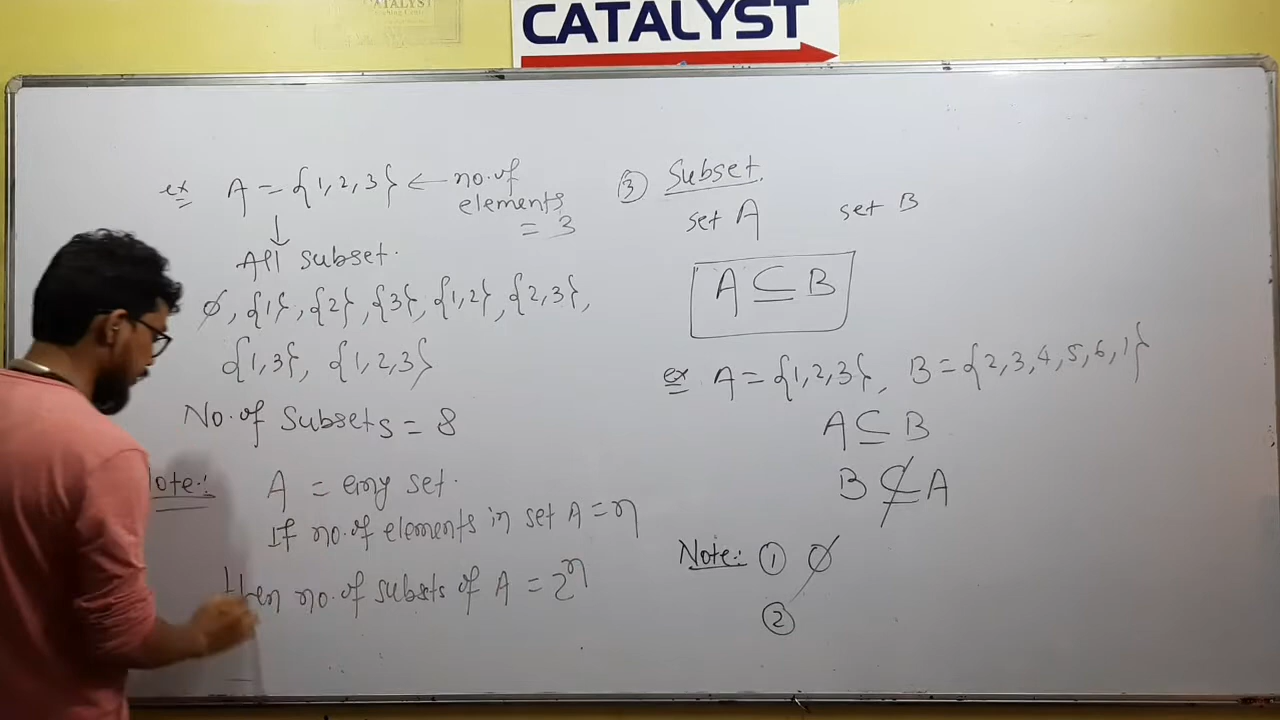 CATALYST
CATALYST
ex A = {1,2,3} ← no. of
elements
= 3
↓
All subset.
∅, {1}, {2}, {3}, {1,2}, {2,3},
{1,3}, {1,2,3}
No. of Subsets = 8
Note:
A = any set.
If no. of elements in set A = n
then no. of substs of A = 2ⁿ
③ Subset.
set A set B
A ⊆ B
ex A = {1,2,3}, B = {2,3,4,5,6,1}
A ⊆ B
B ⊈ A
Note: ① ∅
②